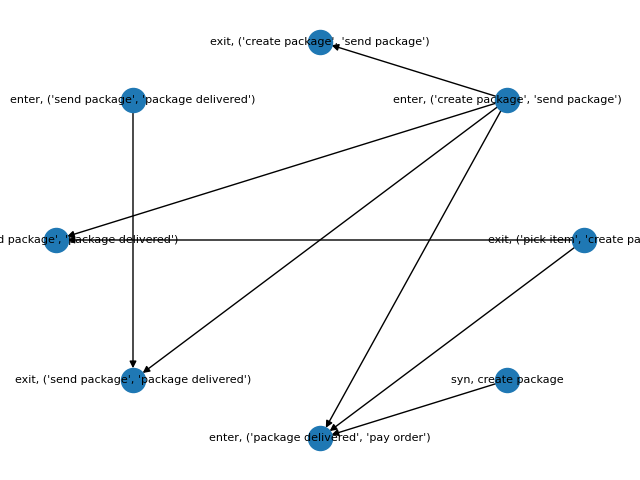 exit, ('create package', 'send package')
enter, ('send package', 'package delivered')
enter, ('create package', 'send package')
d package', 'package delivered')
exit, ('pick item', 'create pa
exit, ('send package', 'package delivered')
syn, create package
enter, ('package delivered', 'pay order')